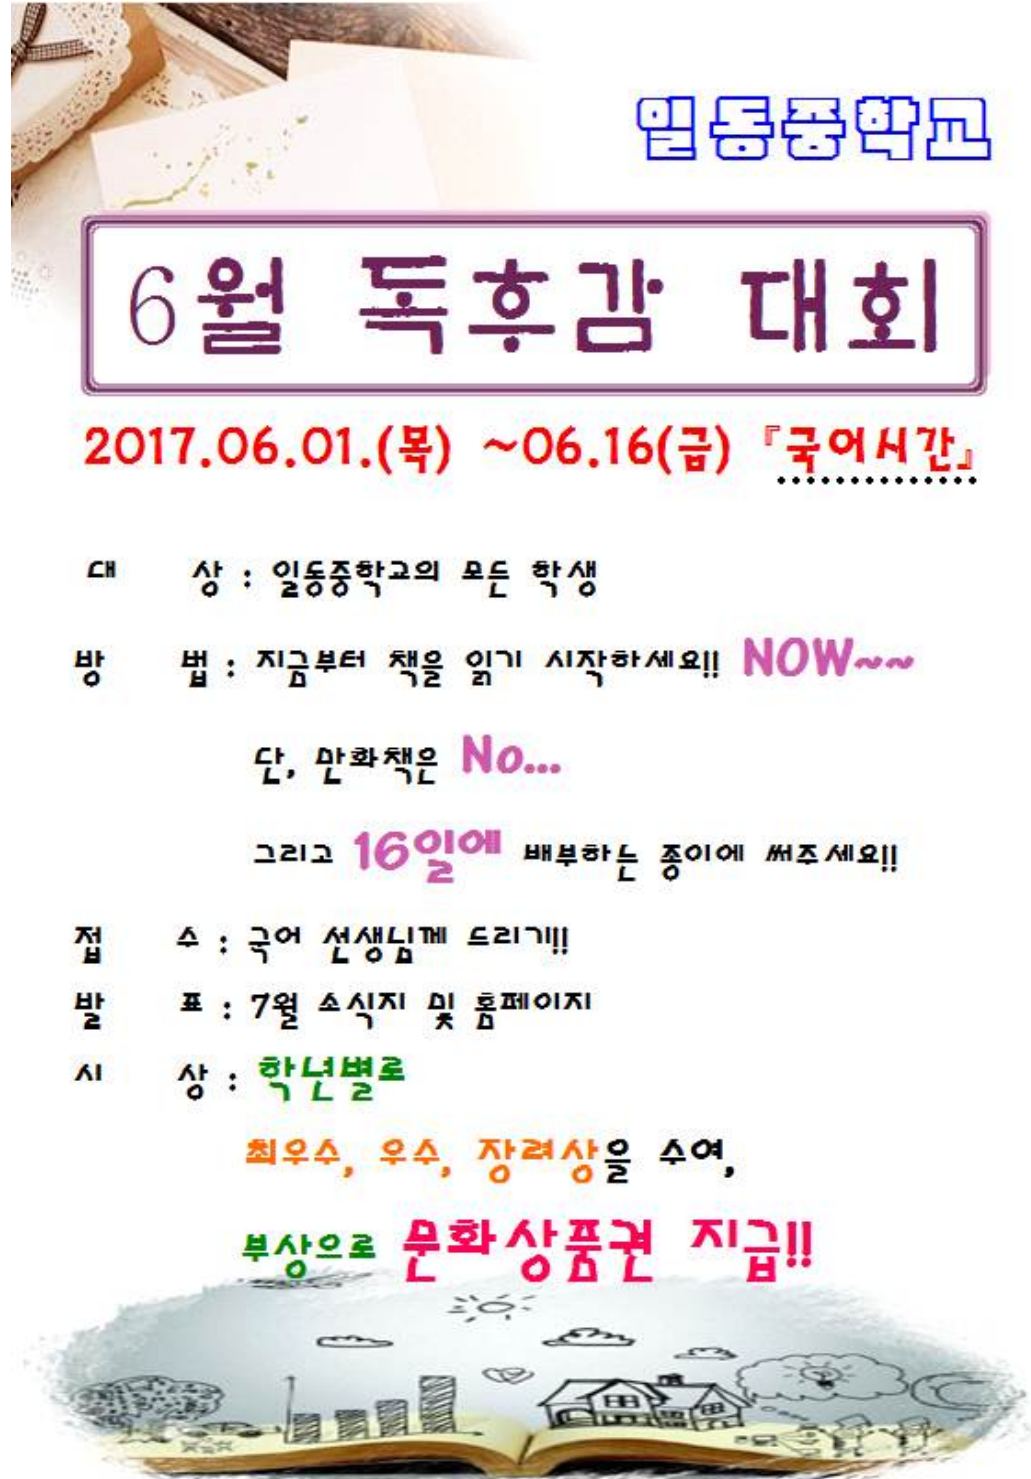 일동중학교
6월 독후감 대회
2017.06.01.(목) ~06.16(금) 『국어시간』
대 상 : 일동중학교의 모든 학생
방 법 : 지금부터 책을 읽기 시작하세요!! NOW~~
단, 만화책은 No...
그리고 16일에 배부하는 종이에 써주세요!!
접 수 : 국어 선생님께 드리기!!
발 표 : 7월 소식지 및 홈페이지
시 상 : 학년별로
최우수, 우수, 장려상을 수여,
부상으로 문화상품권 지급!!